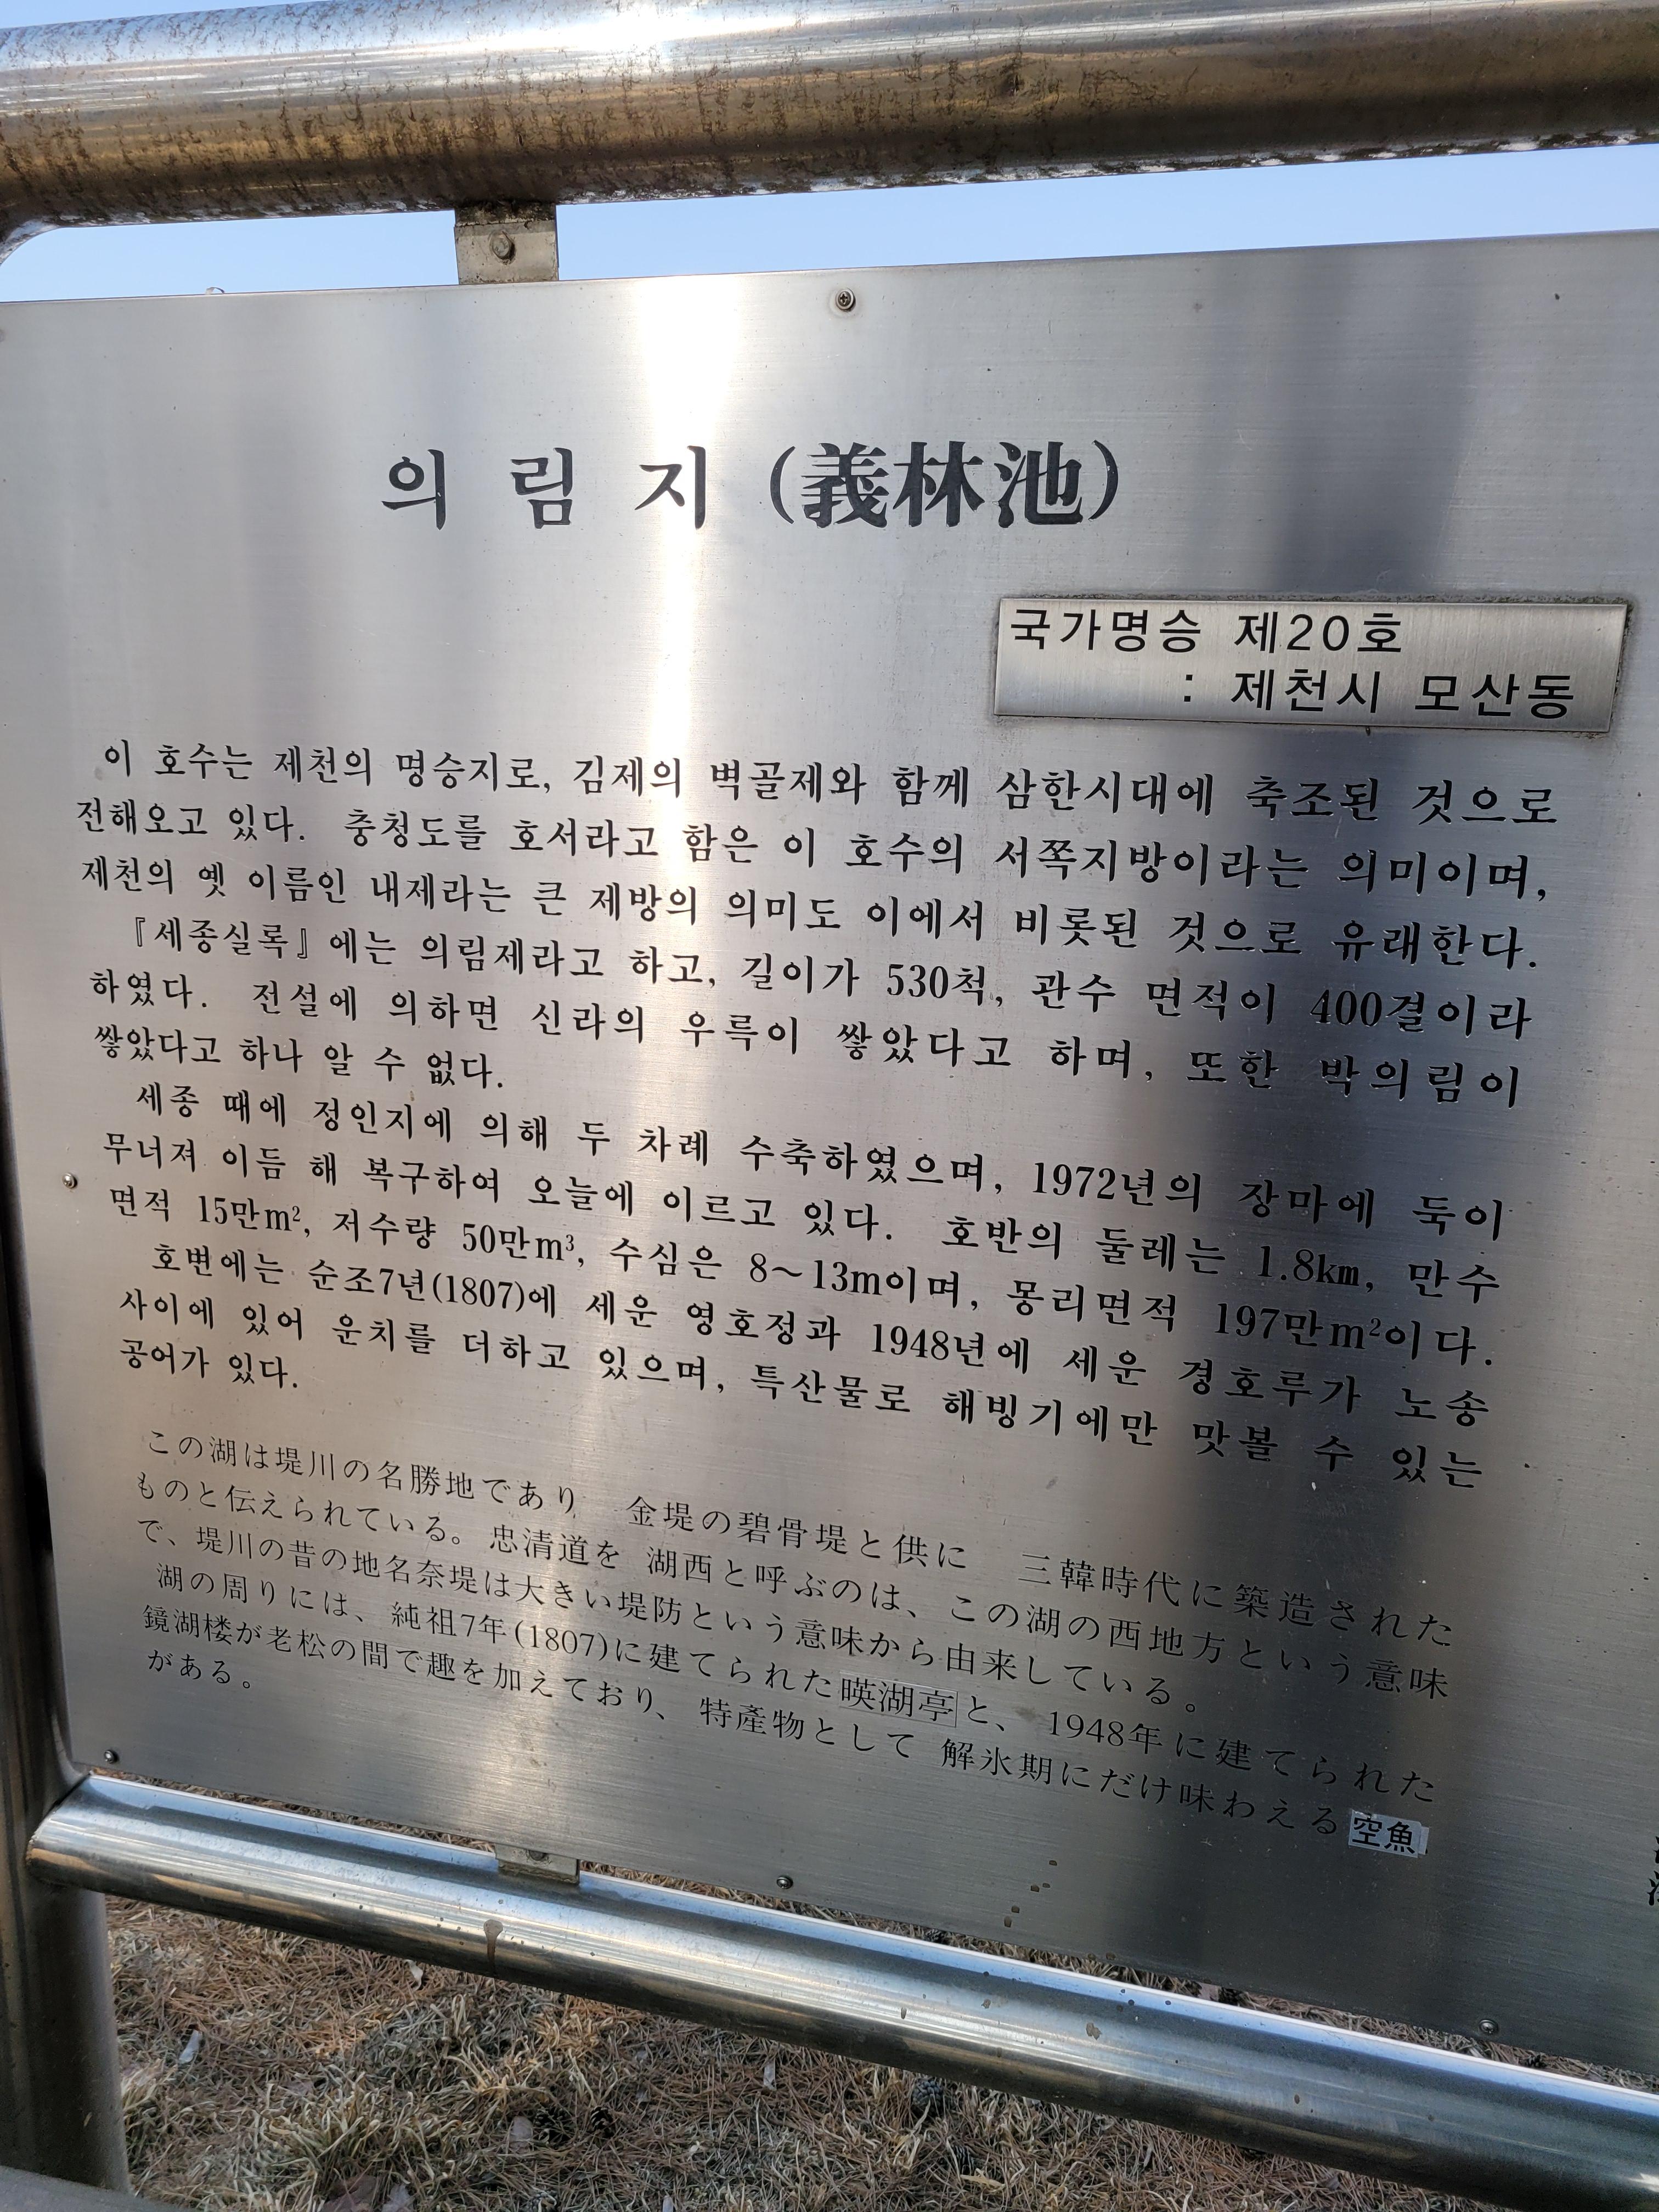 의 림 지 (義林池)
국가명승 제20호
: 제천시 모산동
이 호수는 제천의 명승지로, 김제의 벽골제와 함께 삼한시대에 축조된 것으로
전해오고 있다. 충청도를 호서라고 함은 이 호수의 서쪽지방이라는 의미이며,
제천의 옛 이름인 내제라는 큰 제방의 의미도 이에서 비롯된 것으로 유래한다.
『세종실록』에는 의림제라고 하고, 길이가 530척, 관수 면적이 400결이라
하였다. 전설에 의하면 신라의 우륵이 쌓았다고 하며, 또한 박의림이
쌓았다고 하나 알 수 없다.
세종 때에 정인지에 의해 두 차례 수축하였으며, 1972년의 장마에 둑이
무너져 이듬 해 복구하여 오늘에 이르고 있다. 호반의 둘레는 1.8km, 만수
면적 15만m², 저수량 50만m³, 수심은 8~13m이며, 몽리면적 197만m²이다.
호변에는 순조7년(1807)에 세운 영호정과 1948년에 세운 경호루가 노송
사이에 있어 운치를 더하고 있으며, 특산물로 해빙기에만 맛볼 수 있는
공어가 있다.
この湖は堤川の名勝地であり 金堤の碧骨堤と供に 三韓時代に築造された
ものと伝えられている。忠清道を 湖西と呼ぶのは、この湖の西地方という意味
で、堤川の昔の地名奈堤は大きい堤防という意味から由来している。
湖の周りには、純祖7年(1807)に建てられた暎湖亭と、 1948年に建てられた
鏡湖楼が老松の間で趣を加えており、特産物として 解氷期にだけ味わえる空魚
がある。